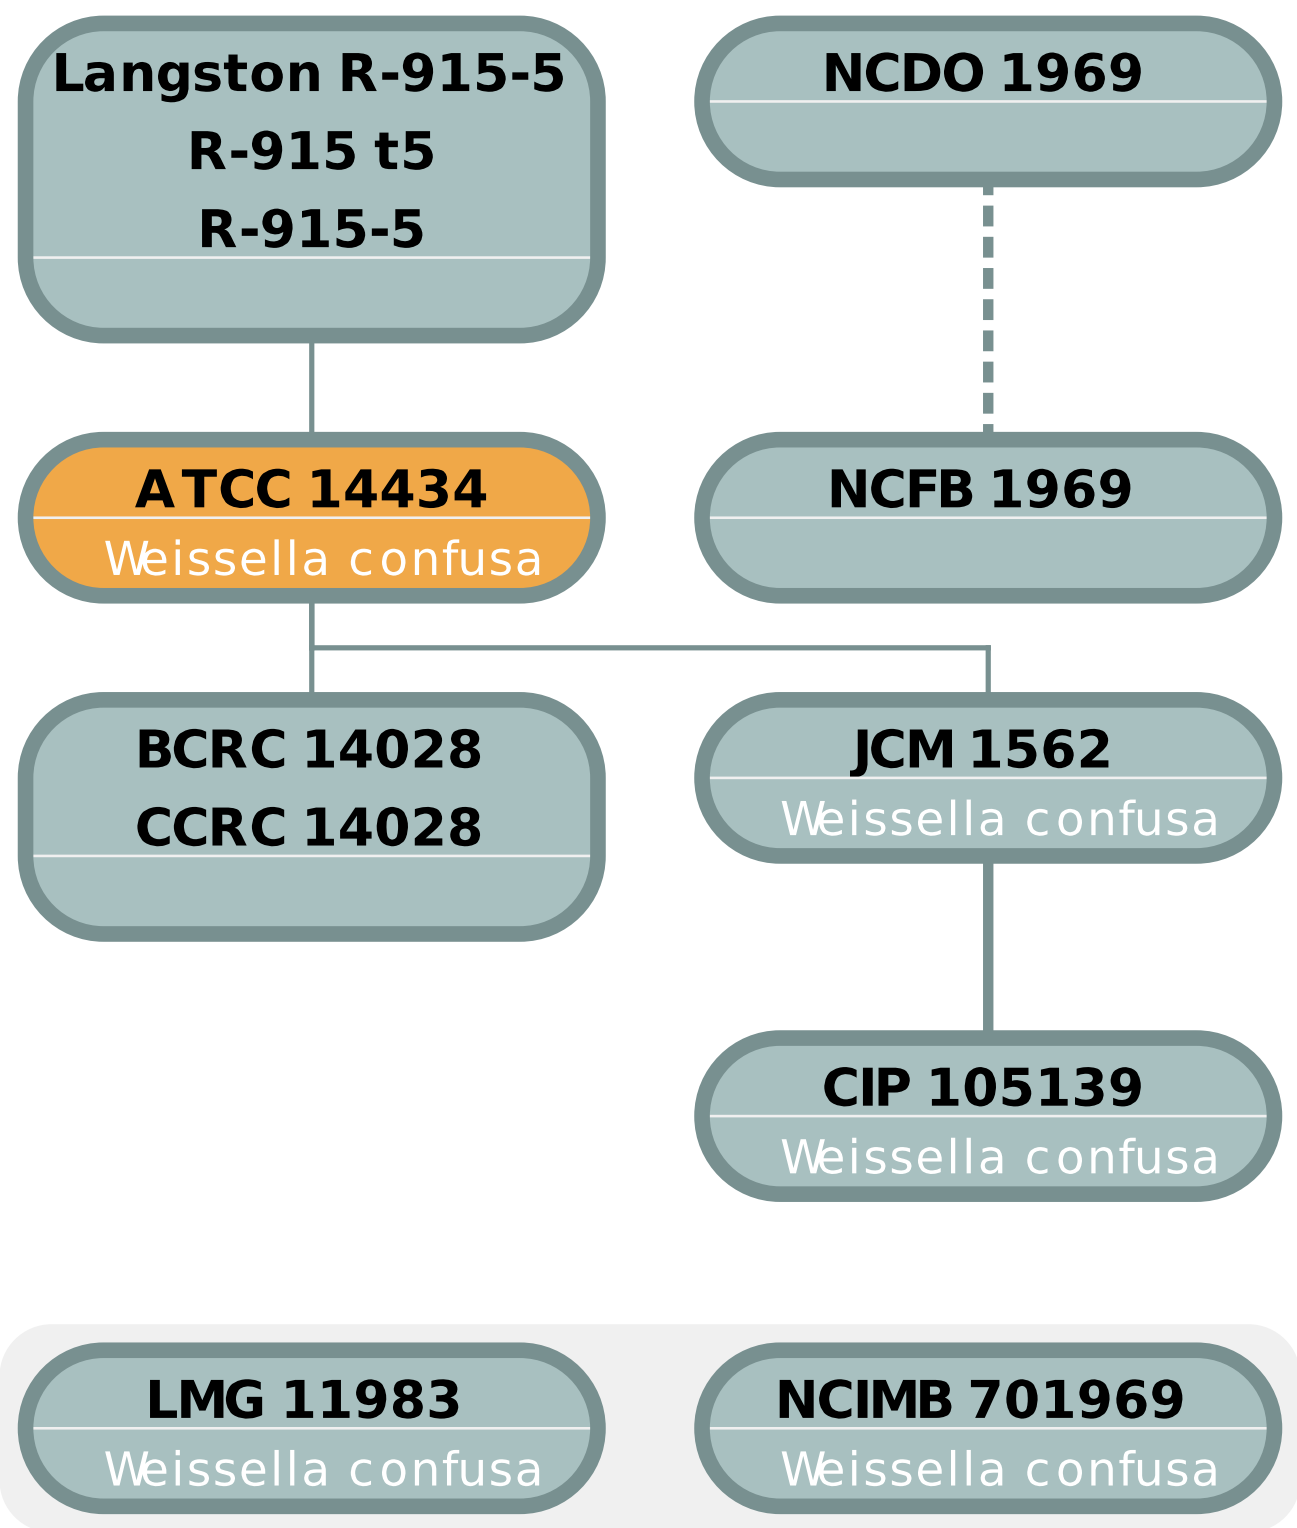 Langston R-915-5
R-915 t5
R-915-5
NCDO 1969
ATCC 14434
Weissella confusa
NCFB 1969
BCRC 14028
CCRC 14028
JCM 1562
Weissella confusa
CIP 105139
Weissella confusa
LMG 11983
Weissella confusa
NCIMB 701969
Weissella confusa